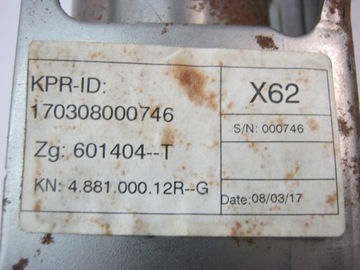 KPR-ID:
170308000746
X62
S/N: 000746
Zg: 601404--T
KN: 4.881.000.12R--G
Date: 08/03/17